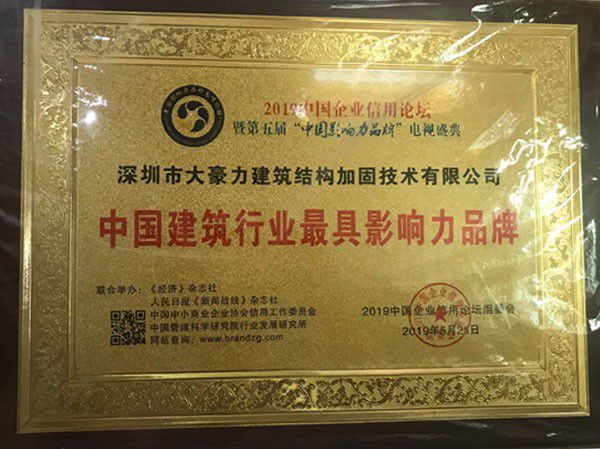 2019中国企业信用论坛
暨第五届“中国影响力品牌”电视盛典
深圳市大豪力建筑结构加固技术有限公司
中国建筑行业最具影响力品牌
联合举办：《经济》杂志社
人民日报《新闻战线》杂志社
中国中小商业企业协会信用工作委员会
中国管理科学研究院行业发展研究所
网站查询：www.brandzg.com
2019中国企业信用论坛组委会
2019年5月25日